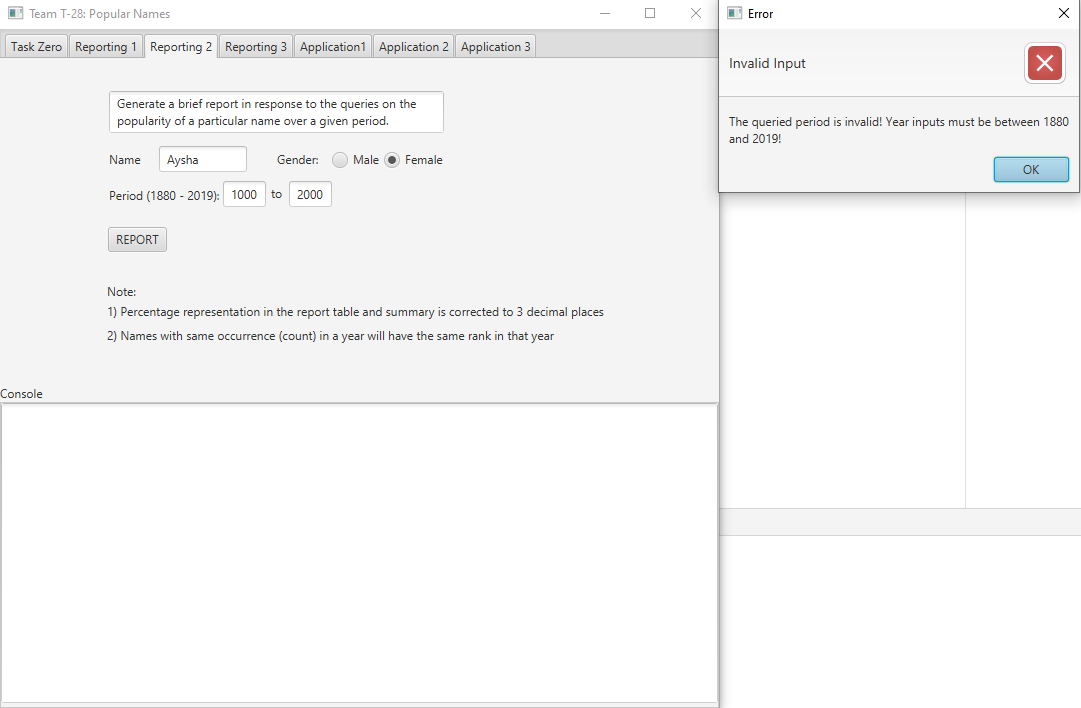 Team T-28: Popular Names
Task Zero Reporting 1 Reporting 2 Reporting 3 Application1 Application 2 Application 3
Generate a brief report in response to the queries on the
popularity of a particular name over a given period.
Name Aysha Gender: Male Female
Period (1880 - 2019): 1000 to 2000
REPORT
Note:
1) Percentage representation in the report table and summary is corrected to 3 decimal places
2) Names with same occurrence (count) in a year will have the same rank in that year
Console
Error
Invalid Input
The queried period is invalid! Year inputs must be between 1880
and 2019!
OK